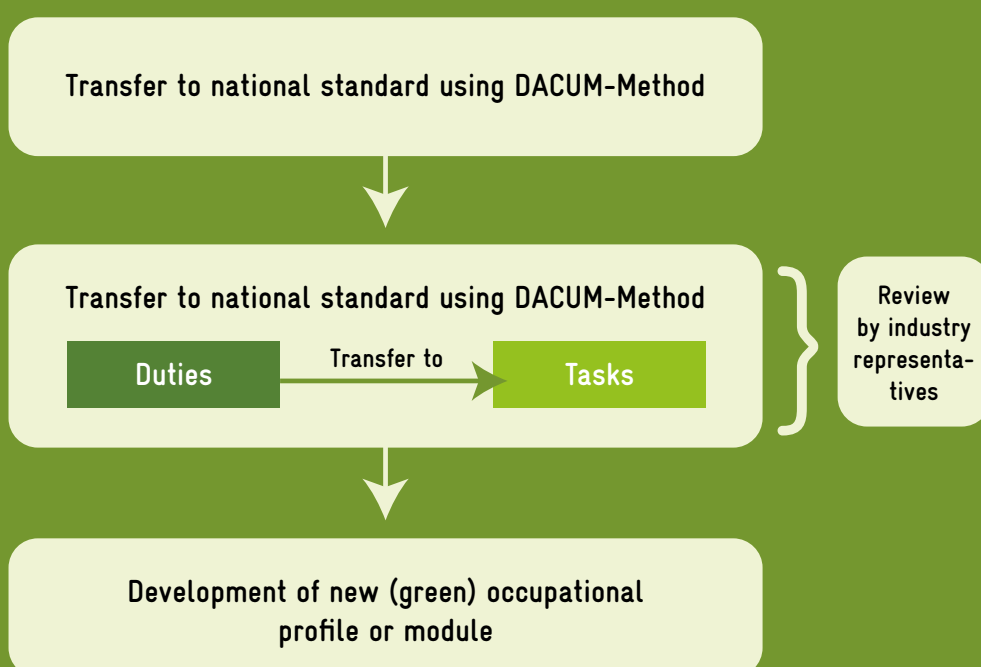 Transfer to national standard using DACUM-Method
Transfer to national standard using DACUM-Method
Duties
Transfer to
Tasks
Review
by industry
representa-
tives
Development of new (green) occupational
profile or module